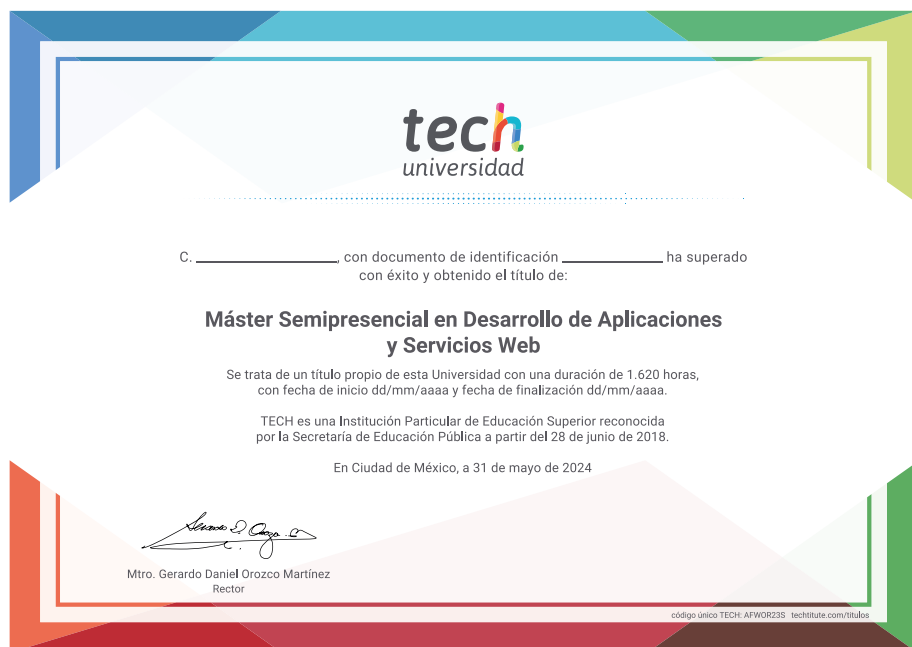 tech
universidad
C. ____________________, con documento de identificación ______________ ha superado
con éxito y obtenido el título de:
Máster Semipresencial en Desarrollo de Aplicaciones
y Servicios Web
Se trata de un título propio de esta Universidad con una duración de 1.620 horas,
con fecha de inicio dd/mm/aaaa y fecha de finalización dd/mm/aaaa.
TECH es una Institución Particular de Educación Superior reconocida
por la Secretaría de Educación Pública a partir del 28 de junio de 2018.
En Ciudad de México, a 31 de mayo de 2024
Mtro. Gerardo Daniel Orozco Martínez
Rector
código único TECH: AFWOR23S techtitute.com/titulos